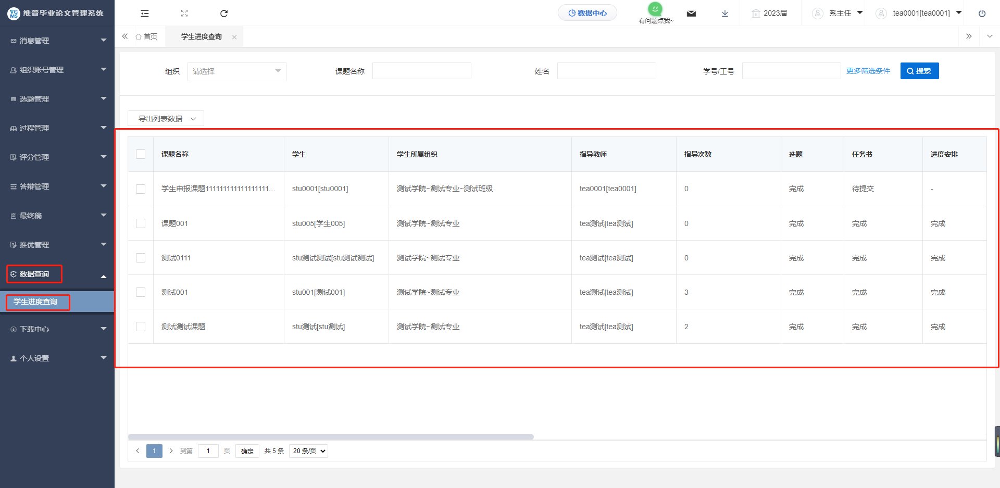 维普毕业论文管理系统
数据中心
有问题点我~
2023届
系主任
tea0001[tea0001]
首页
学生进度查询
消息管理
组织账号管理
选题管理
过程管理
评分管理
答辩管理
最终稿
推优管理
数据查询
学生进度查询
下载中心
个人设置
组织 请选择 课题名称 姓名 学号/工号 更多筛选条件 搜索
导出列表数据
课题名称 学生 学生所属组织 指导教师 指导次数 选题 任务书 进度安排
学生申报课题1111111111111111111... stu0001[stu0001] 测试学院~测试专业~测试班级 tea0001[tea0001] 0 完成 待提交 -
课题001 stu005[学生005] 测试学院~测试专业 tea测试[tea测试] 0 完成 完成 完成
测试0111 stu测试测试[stu测试测试] 测试学院~测试专业 tea测试[tea测试] 0 完成 完成 完成
测试001 stu001[测试001] 测试学院~测试专业 tea测试[tea测试] 3 完成 完成 完成
测试测试课题 stu测试[stu测试] 测试学院~测试专业 tea测试[tea测试] 2 完成 完成 完成
1 到第 1 页 确定 共 5 条 20 条/页